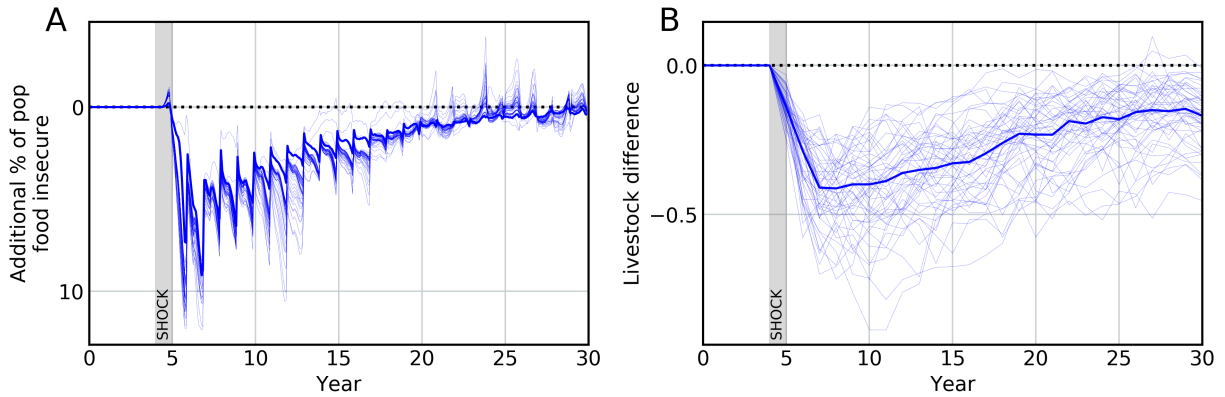 A
Additional % of pop
food insecure
0
10
SHOCK
0 5 10 15 20 25 30
Year
B
Livestock difference
0.0
−0.5
SHOCK
0 5 10 15 20 25 30
Year